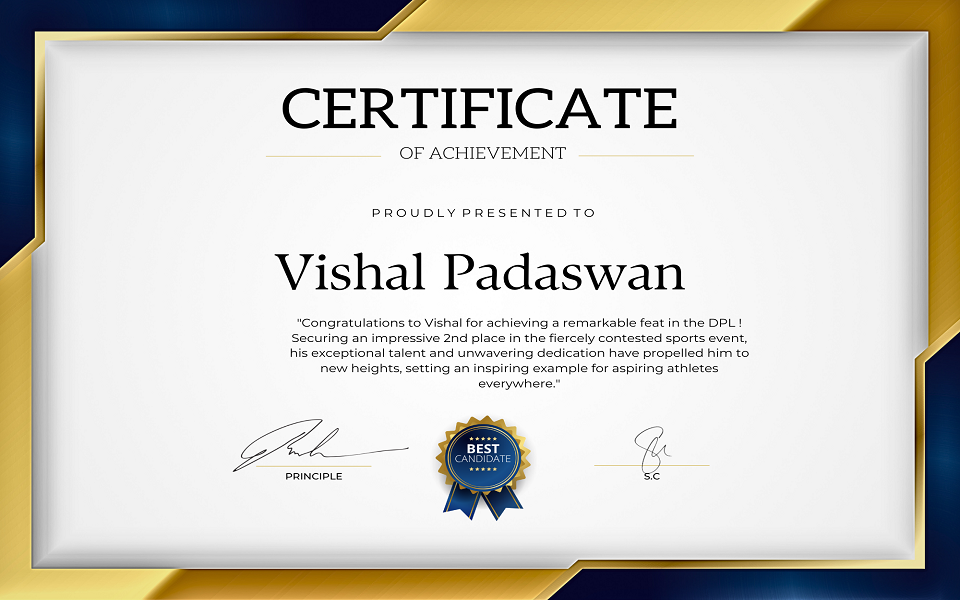 CERTIFICATE
OF ACHIEVEMENT
PROUDLY PRESENTED TO
Vishal Padaswan
"Congratulations to Vishal for achieving a remarkable feat in the DPL !
Securing an impressive 2nd place in the fiercely contested sports event,
his exceptional talent and unwavering dedication have propelled him to
new heights, setting an inspiring example for aspiring athletes
everywhere."
BEST
CANDIDATE
PRINCIPLE
S.C